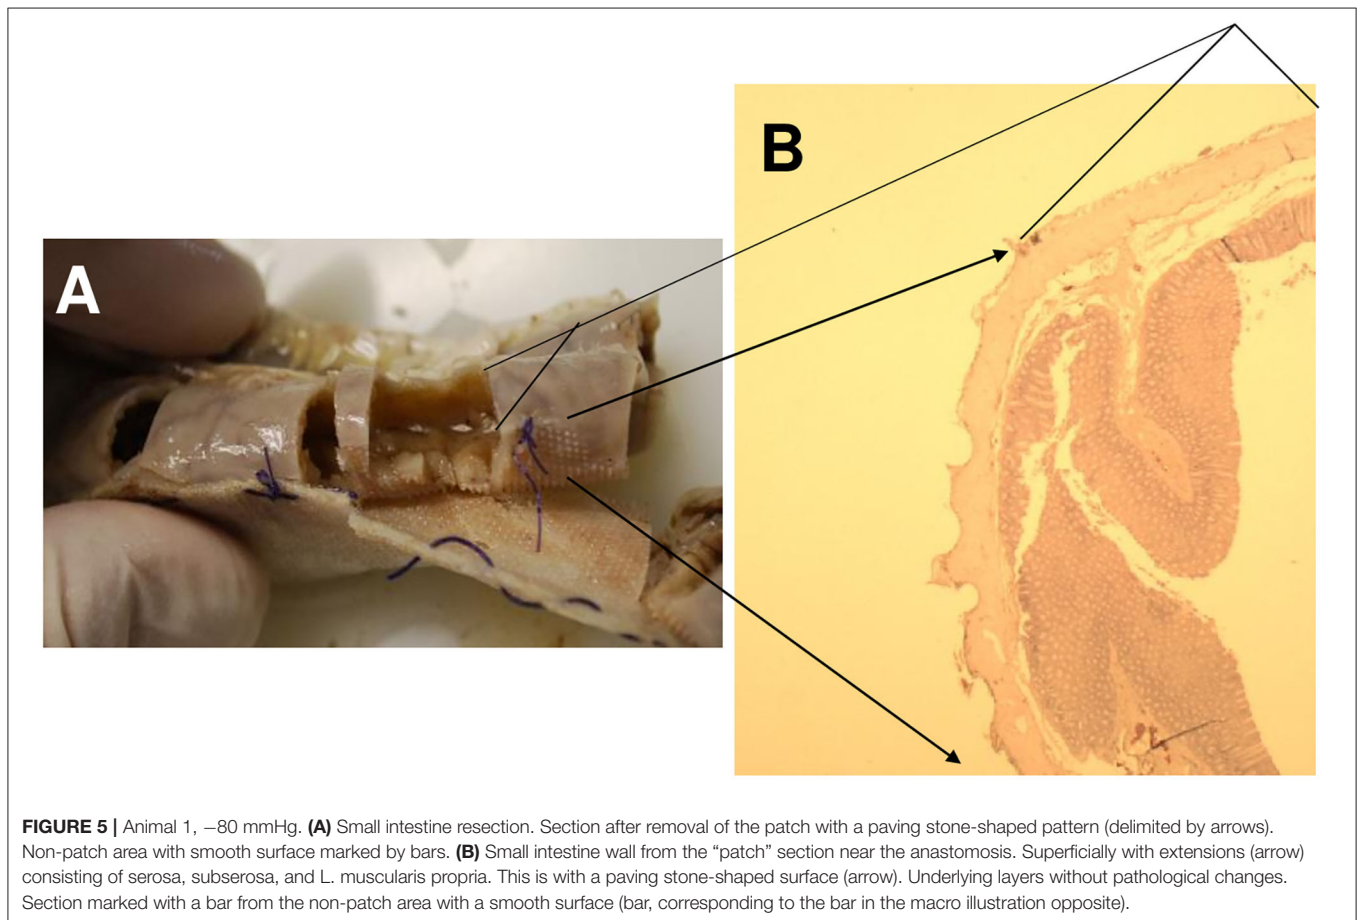 A
B
FIGURE 5 | Animal 1, −80 mmHg. (A) Small intestine resection. Section after removal of the patch with a paving stone-shaped pattern (delimited by arrows).
Non-patch area with smooth surface marked by bars. (B) Small intestine wall from the “patch” section near the anastomosis. Superficially with extensions (arrow)
consisting of serosa, subserosa, and L. muscularis propria. This is with a paving stone-shaped surface (arrow). Underlying layers without pathological changes.
Section marked with a bar from the non-patch area with a smooth surface (bar, corresponding to the bar in the macro illustration opposite).